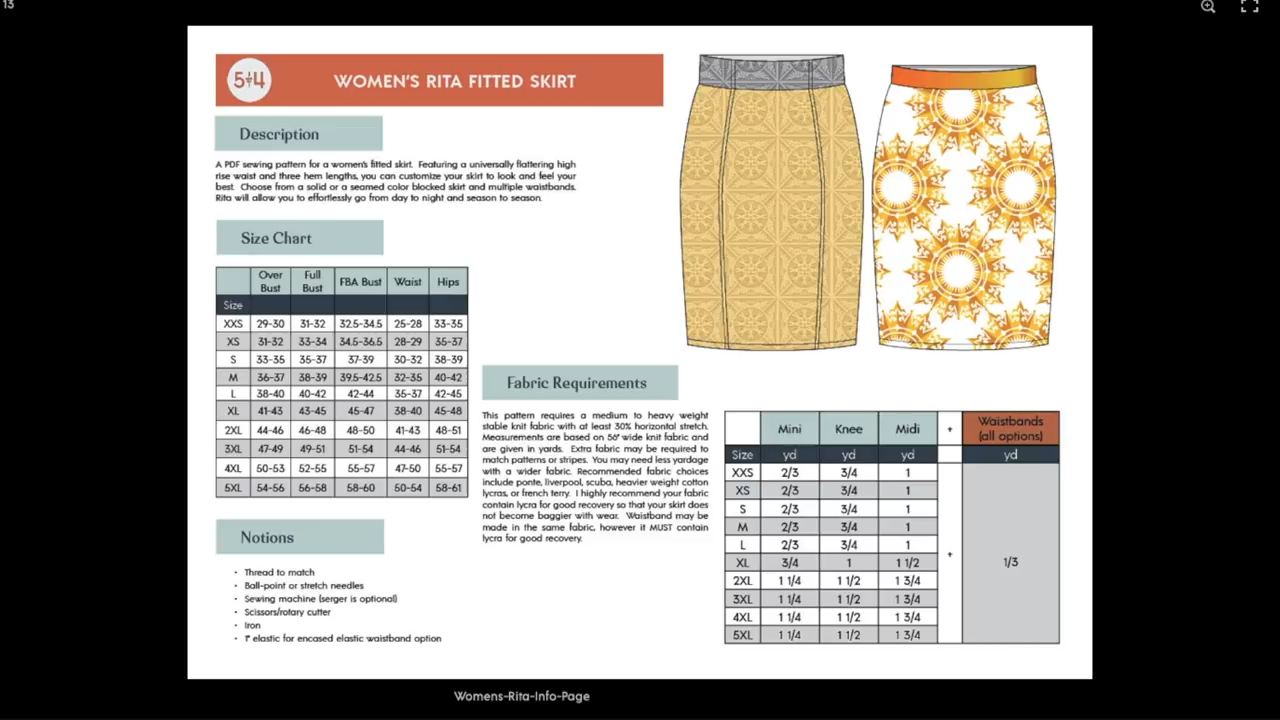 13
5 4
WOMEN'S RITA FITTED SKIRT
Description
A PDF sewing pattern for a women's fitted skirt. Featuring a universally flattering high
rise waist and three hem lengths, you can customize your skirt to look and feel your
best. Choose from a solid or a seamed color blocked skirt and multiple waistbands.
Rita will allow you to effortlessly go from day to night and season to season.
Size Chart
Over Bust Full Bust FBA Bust Waist Hips
Size
XXS 29-30 31-32 32.5-34.5 25-28 33-35
XS 31-32 33-34 34.5-36.5 28-29 35-37
S 33-35 35-37 37-39 30-32 38-39
M 36-37 38-39 39.5-42.5 32-35 40-42
L 38-40 40-42 42-44 35-37 42-45
XL 41-43 43-45 45-47 38-40 45-48
2XL 44-46 46-48 48-50 41-43 48-51
3XL 47-49 49-51 51-54 44-46 51-54
4XL 50-53 52-55 55-57 47-50 55-57
5XL 54-56 56-58 58-60 50-54 58-61
Notions
• Thread to match
• Ball-point or stretch needles
• Sewing machine (serger is optional)
• Scissors/rotary cutter
• Iron
• 1" elastic for encased elastic waistband option
Fabric Requirements
This pattern requires a medium to heavy weight
stable knit fabric with at least 30% horizontal stretch.
Measurements are based on 56" wide knit fabric and
are given in yards. Extra fabric may be required to
match patterns or stripes. You may need less yardage
with a wider fabric. Recommended fabric choices
include ponte, liverpool, scuba, heavier weight cotton
lycras, or french terry. I highly recommend your fabric
contain lycra for good recovery so that your skirt does
not become baggier with wear. Waistband may be
made in the same fabric, however it MUST contain
lycra for good recovery.
Mini Knee Midi + Waistbands (all options)
Size yd yd yd yd
XXS 2/3 3/4 1
XS 2/3 3/4 1
S 2/3 3/4 1
M 2/3 3/4 1
L 2/3 3/4 1
+
XL 3/4 1 1 1/2 1/3
2XL 1 1/4 1 1/2 1 3/4
3XL 1 1/4 1 1/2 1 3/4
4XL 1 1/4 1 1/2 1 3/4
5XL 1 1/4 1 1/2 1 3/4
Womens-Rita-Info-Page